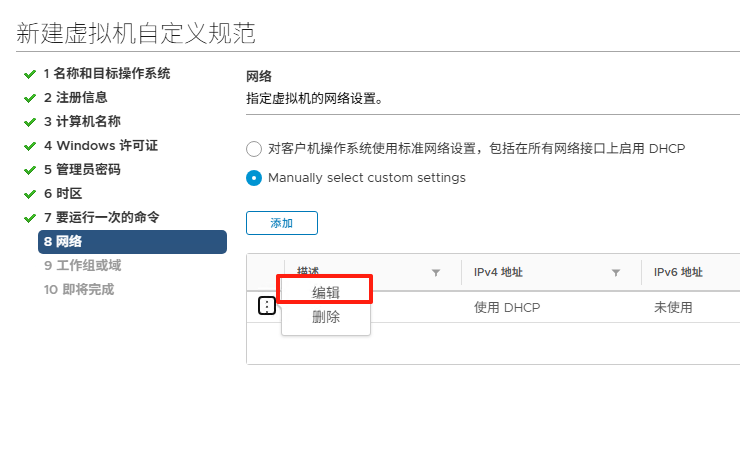 新建虚拟机自定义规范
1 名称和目标操作系统
2 注册信息
3 计算机名称
4 Windows 许可证
5 管理员密码
6 时区
7 要运行一次的命令
8 网络
9 工作组或域
10 即将完成
网络
指定虚拟机的网络设置。
对客户机操作系统使用标准网络设置，包括在所有网络接口上启用 DHCP
Manually select custom settings
添加
描述 IPv4 地址 IPv6 地址
编辑
使用 DHCP 未使用
删除